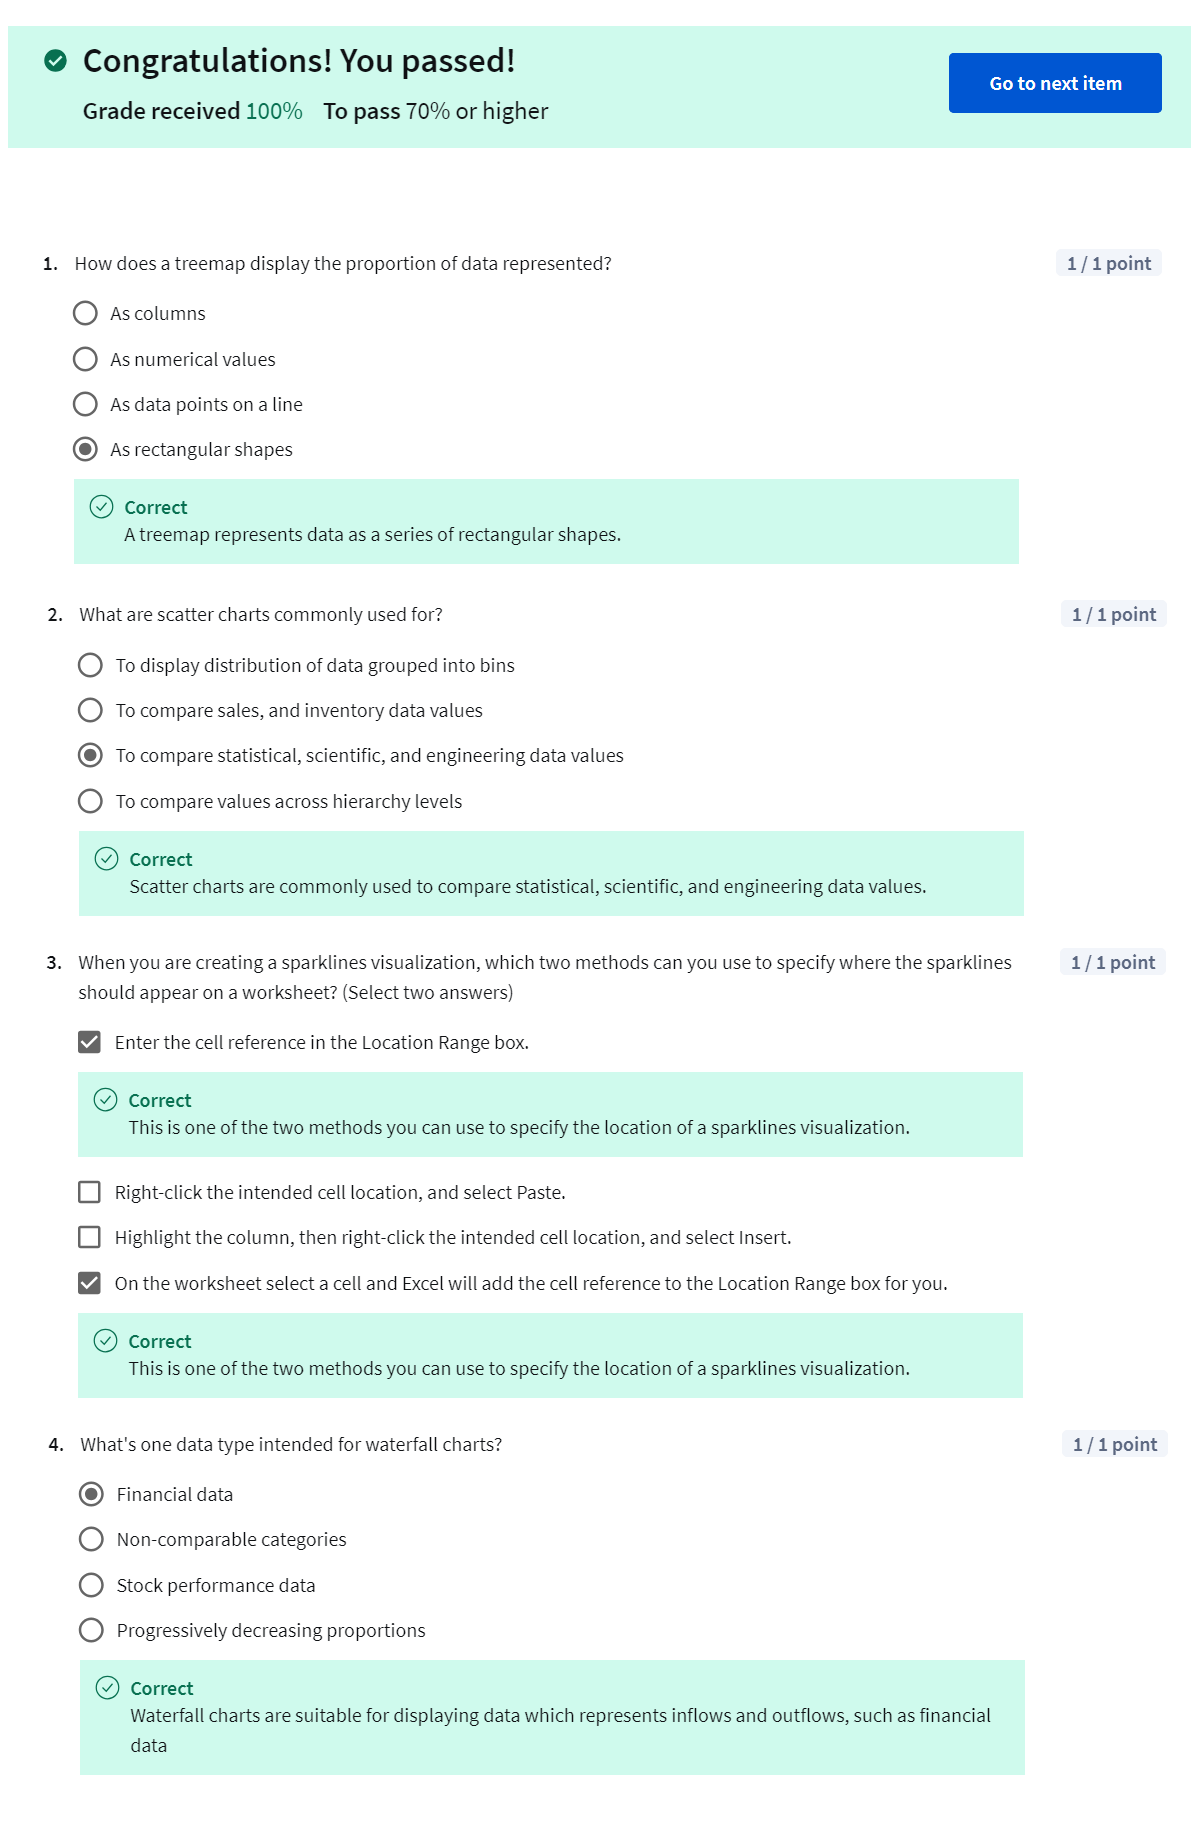 Congratulations! You passed!
Grade received 100% To pass 70% or higher
Go to next item
1. How does a treemap display the proportion of data represented?
1 / 1 point
As columns
As numerical values
As data points on a line
As rectangular shapes
Correct
A treemap represents data as a series of rectangular shapes.
2. What are scatter charts commonly used for?
1 / 1 point
To display distribution of data grouped into bins
To compare sales, and inventory data values
To compare statistical, scientific, and engineering data values
To compare values across hierarchy levels
Correct
Scatter charts are commonly used to compare statistical, scientific, and engineering data values.
3. When you are creating a sparklines visualization, which two methods can you use to specify where the sparklines
should appear on a worksheet? (Select two answers)
1 / 1 point
Enter the cell reference in the Location Range box.
Correct
This is one of the two methods you can use to specify the location of a sparklines visualization.
Right-click the intended cell location, and select Paste.
Highlight the column, then right-click the intended cell location, and select Insert.
On the worksheet select a cell and Excel will add the cell reference to the Location Range box for you.
Correct
This is one of the two methods you can use to specify the location of a sparklines visualization.
4. What's one data type intended for waterfall charts?
1 / 1 point
Financial data
Non-comparable categories
Stock performance data
Progressively decreasing proportions
Correct
Waterfall charts are suitable for displaying data which represents inflows and outflows, such as financial
data